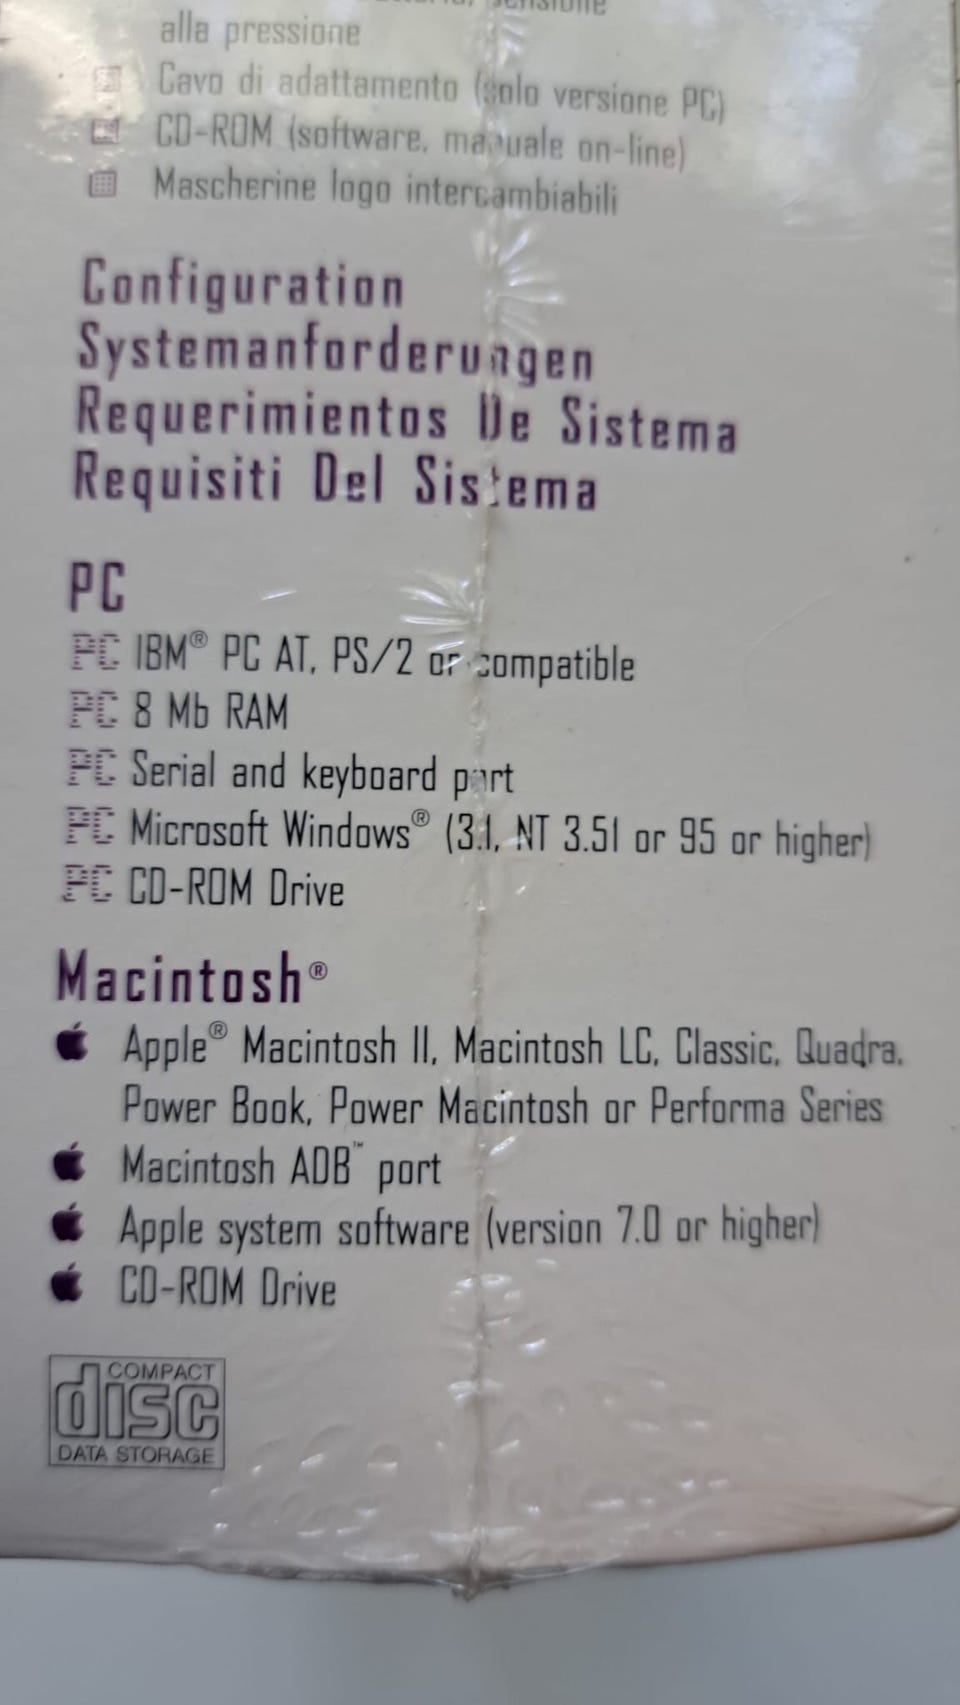 alla pressione
Cavo di adattamento (solo versione PC)
CD-ROM (software, manuale on-line)
Mascherine logo intercambiabili
Configuration
Systemanforderungen
Requerimientos De Sistema
Requisiti Del Sistema
PC
PC IBM® PC AT, PS/2 or compatible
PC 8 Mb RAM
PC Serial and keyboard port
PC Microsoft Windows® (3.1, NT 3.51 or 95 or higher)
PC CD-ROM Drive
Macintosh®
Apple® Macintosh II, Macintosh LC, Classic, Quadra,
Power Book, Power Macintosh or Performa Series
Macintosh ADB™ port
Apple system software (version 7.0 or higher)
CD-ROM Drive
COMPACT
disc
DATA STORAGE